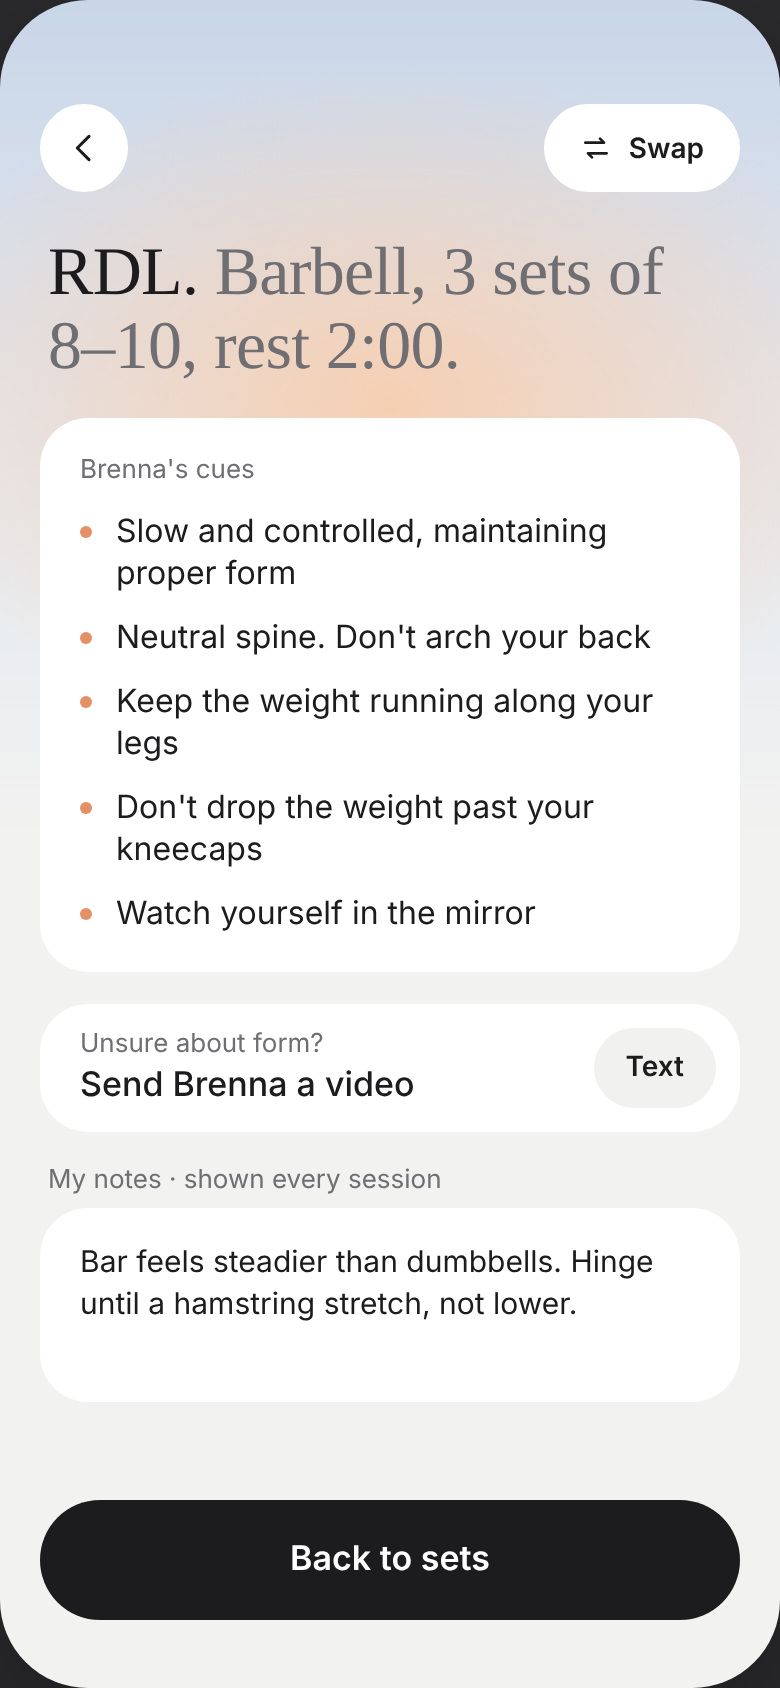 Swap
RDL. Barbell, 3 sets of
8–10, rest 2:00.
Brenna's cues
Slow and controlled, maintaining
proper form
Neutral spine. Don't arch your back
Keep the weight running along your
legs
Don't drop the weight past your
kneecaps
Watch yourself in the mirror
Unsure about form?
Send Brenna a video
Text
My notes · shown every session
Bar feels steadier than dumbbells. Hinge
until a hamstring stretch, not lower.
Back to sets